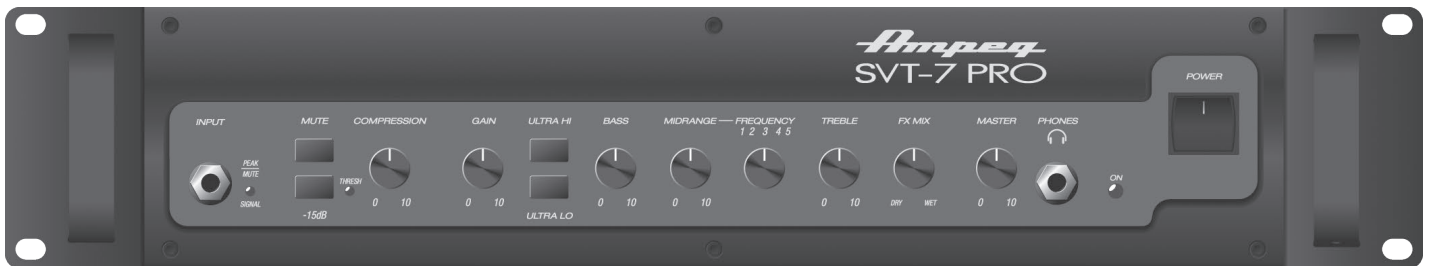 Ampeg
SVT-7 PRO
POWER
INPUT
MUTE
COMPRESSION
GAIN
ULTRA HI
BASS
MIDRANGE
FREQUENCY
1 2 3 4 5
TREBLE
FX MIX
MASTER
PHONES
PEAK
MUTE
SIGNAL
THRESH
-15dB
0 10
0 10
ULTRA LO
0 10
0 10
0 10
DRY WET
0 10
ON